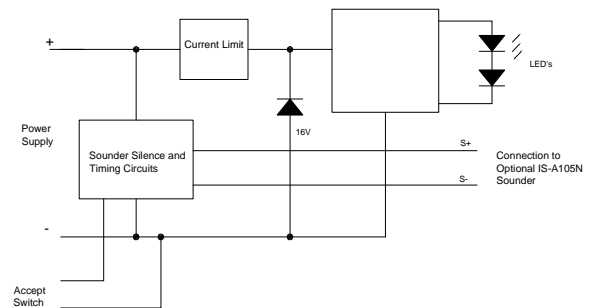 +
Current Limit
LED's
16V
Power
Supply
Sounder Silence and
Timing Circuits
S+
S-
Connection to
Optional IS-A105N
Sounder
-
Accept
Switch